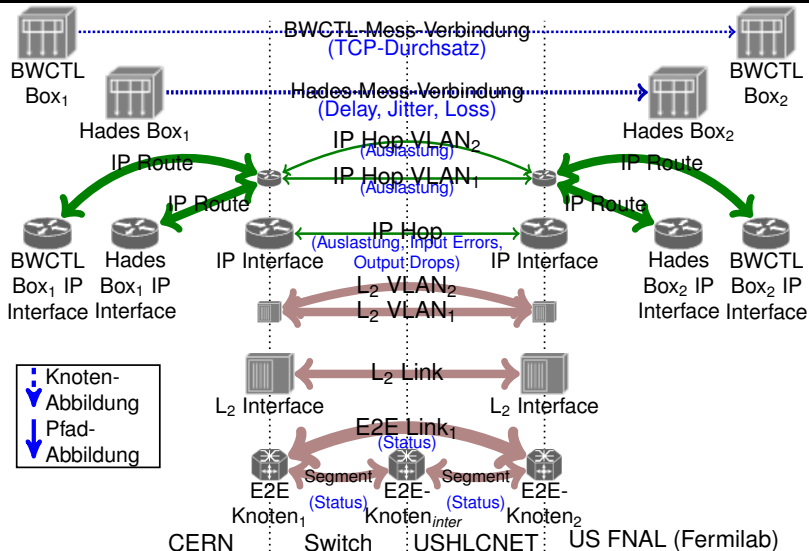 BWCTL-Mess-Verbindung
(TCP-Durchsatz)
BWCTL
Box₁
BWCTL
Box₂
Hades-Mess-Verbindung
(Delay, Jitter, Loss)
Hades Box₁
Hades Box₂
IP Hop VLAN₂
(Auslastung)
IP Route
IP Route
IP Hop VLAN₁
(Auslastung)
IP Route
IP Route
IP Hop
(Auslastung, Input Errors,
Output Drops)
BWCTL
Box₁ IP
Interface
Hades
Box₁ IP
Interface
IP Interface
IP Interface
Hades
Box₂ IP
Interface
BWCTL
Box₂ IP
Interface
L₂ VLAN₂
L₂ VLAN₁
L₂ Link
L₂ Interface
L₂ Interface
Knoten-
Abbildung
Pfad-
Abbildung
E2E Link₁
(Status)
Segment
(Status)
Segment
(Status)
E2E
Knoten₁
E2E-
Knoten_inter
E2E-
Knoten₂
CERN
Switch
USHLCNET
US FNAL (Fermilab)